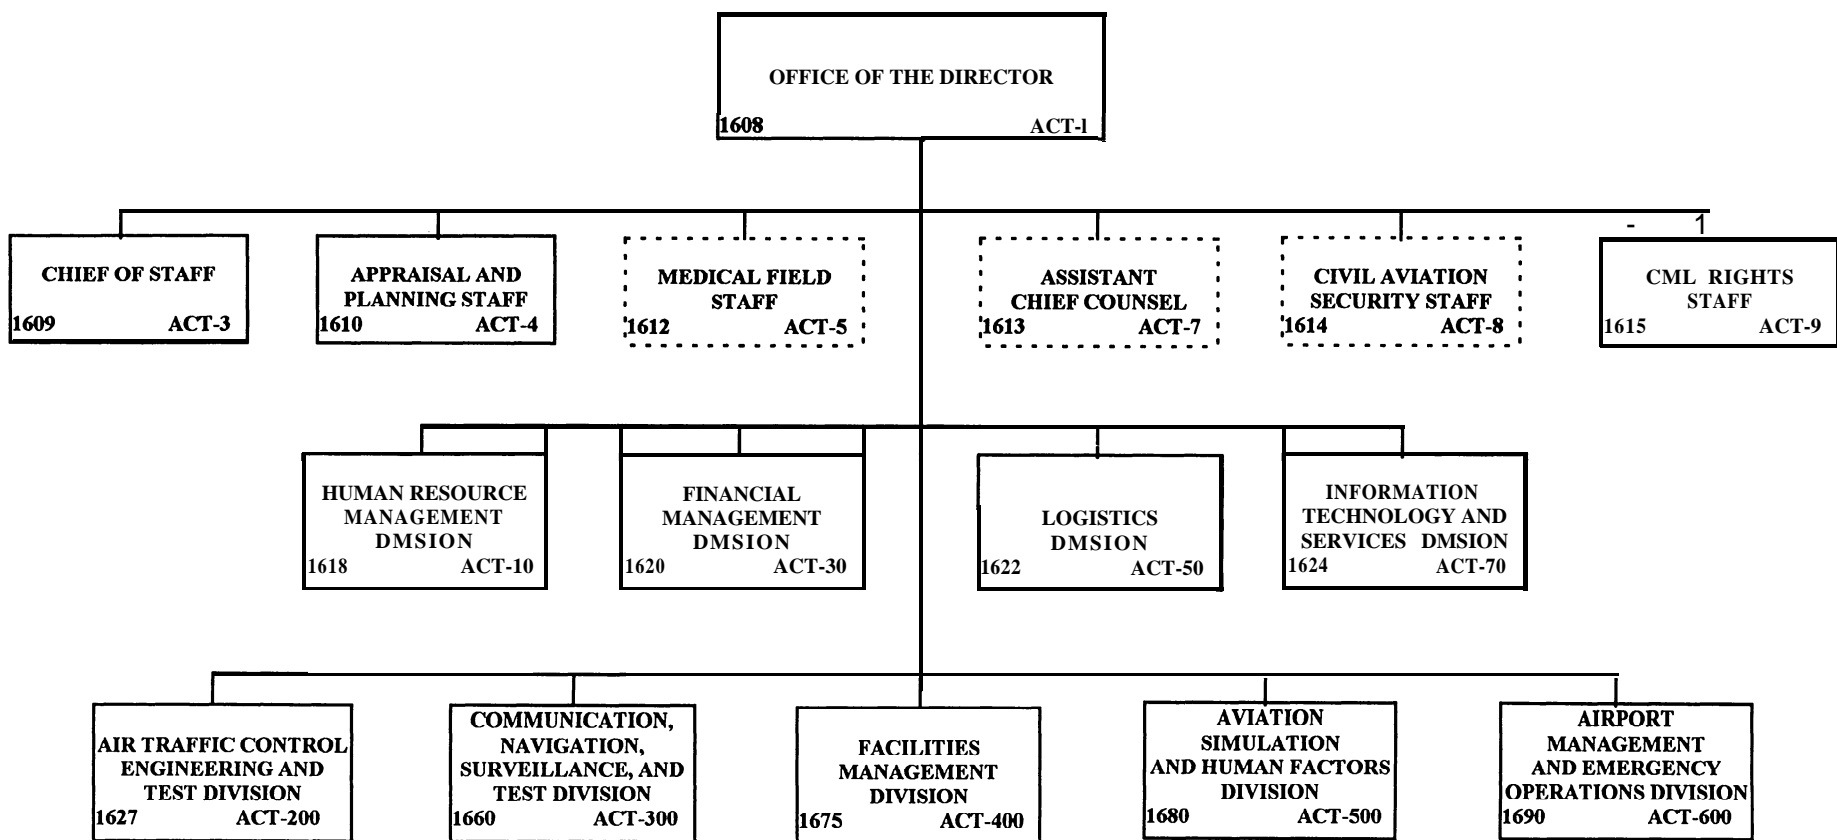 OFFICE OF THE DIRECTOR
1608 ACT-l
- 1
CHIEF OF STAFF
1609 ACT-3
APPRAISAL AND
PLANNING STAFF
1610 ACT-4
MEDICAL FIELD
STAFF
1612 ACT-5
ASSISTANT
CHIEF COUNSEL
1613 ACT-7
CIVIL AVIATION
SECURITY STAFF
1614 ACT-8
CML RIGHTS
STAFF
1615 ACT-9
HUMAN RESOURCE
MANAGEMENT
DMSION
1618 ACT-10
FINANCIAL
MANAGEMENT
DMSION
1620 ACT-30
LOGISTICS
DMSION
1622 ACT-50
INFORMATION
TECHNOLOGY AND
SERVICES DMSION
1624 ACT-70
AIR TRAFFIC CONTROL
ENGINEERING AND
TEST DIVISION
1627 ACT-200
COMMUNICATION,
NAVIGATION,
SURVEILLANCE, AND
TEST DIVISION
1660 ACT-300
FACILITIES
MANAGEMENT
DIVISION
1675 ACT-400
AVIATION
SIMULATION
AND HUMAN FACTORS
DIVISION
1680 ACT-500
AIRPORT
MANAGEMENT
AND EMERGENCY
OPERATIONS DIVISION
1690 ACT-600